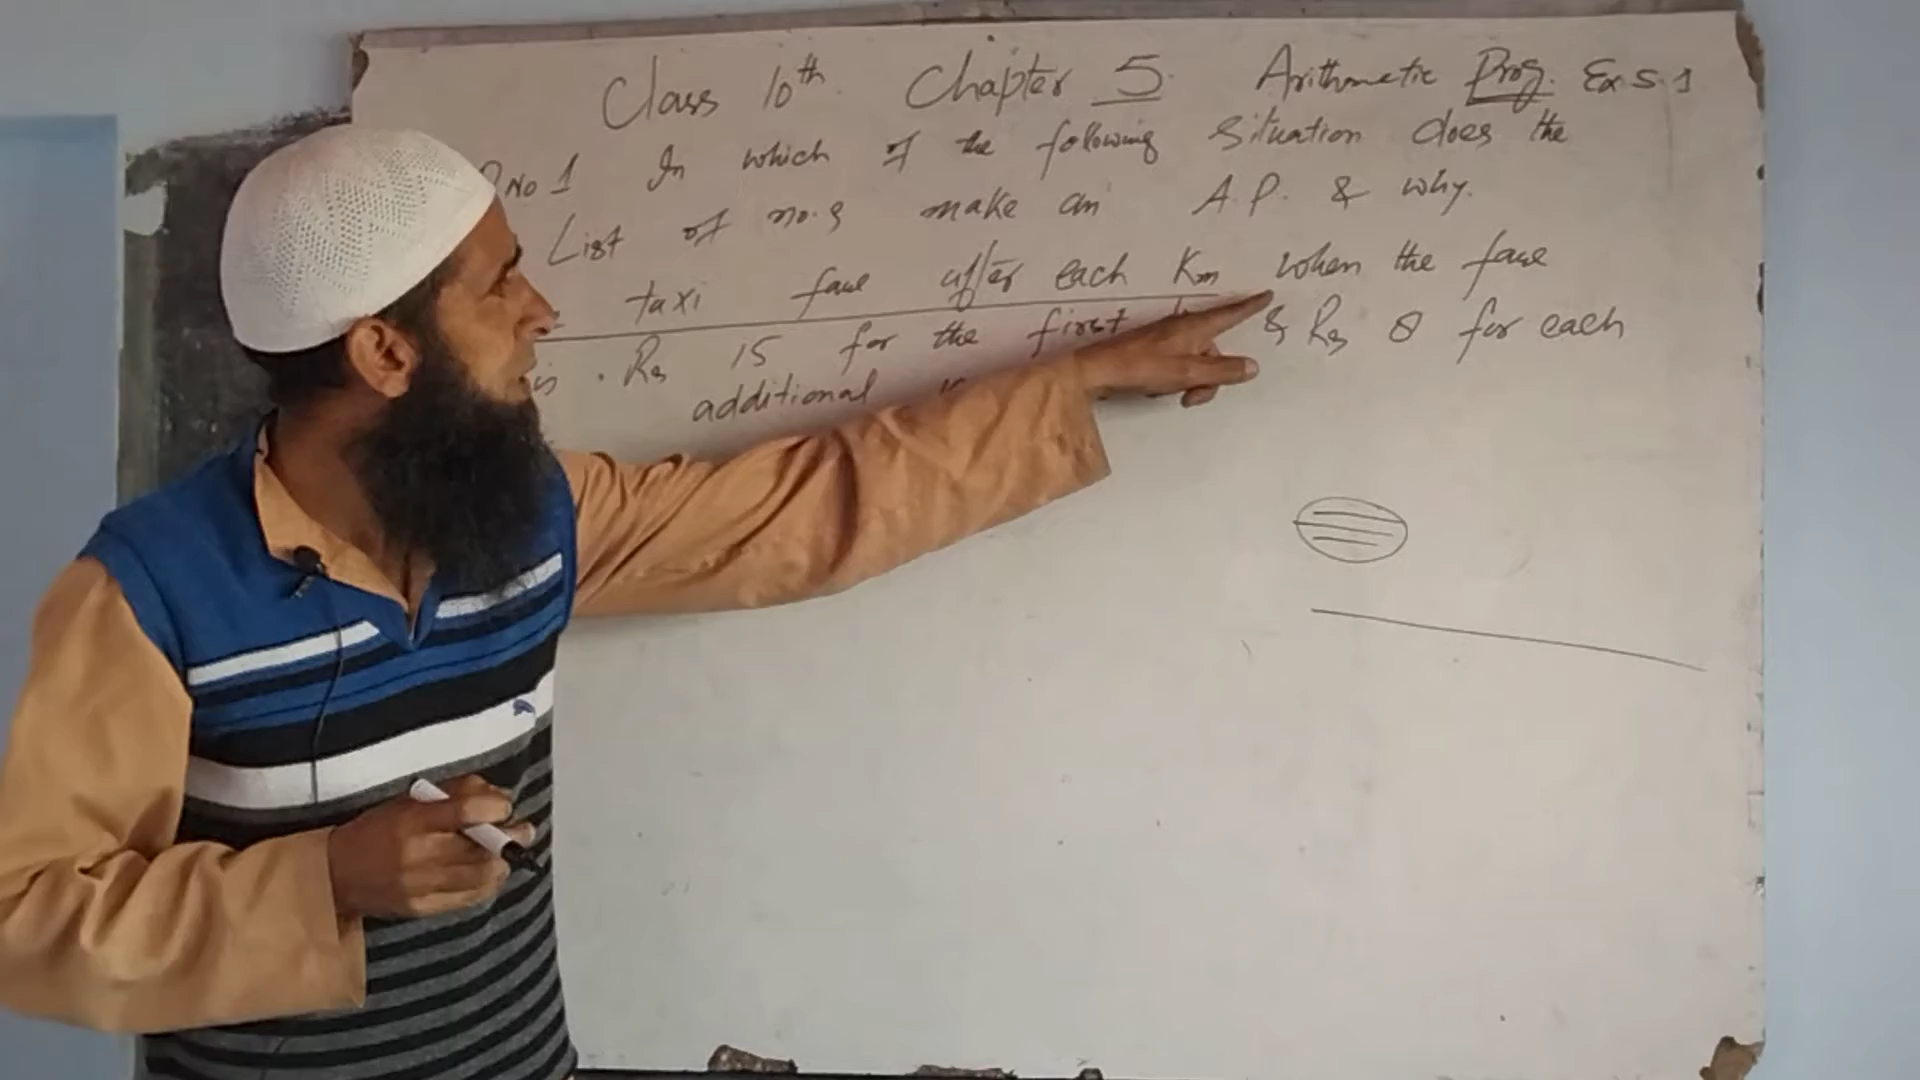 Class 10th. Chapter 5. Arithmetic Prog. Ex 5.1
No 1 In which of the following situation does the
List of no.s make an A.P. & why.
taxi fare after each Km when the fare
is . Rs 15 for the first & Rs 8 for each
additional